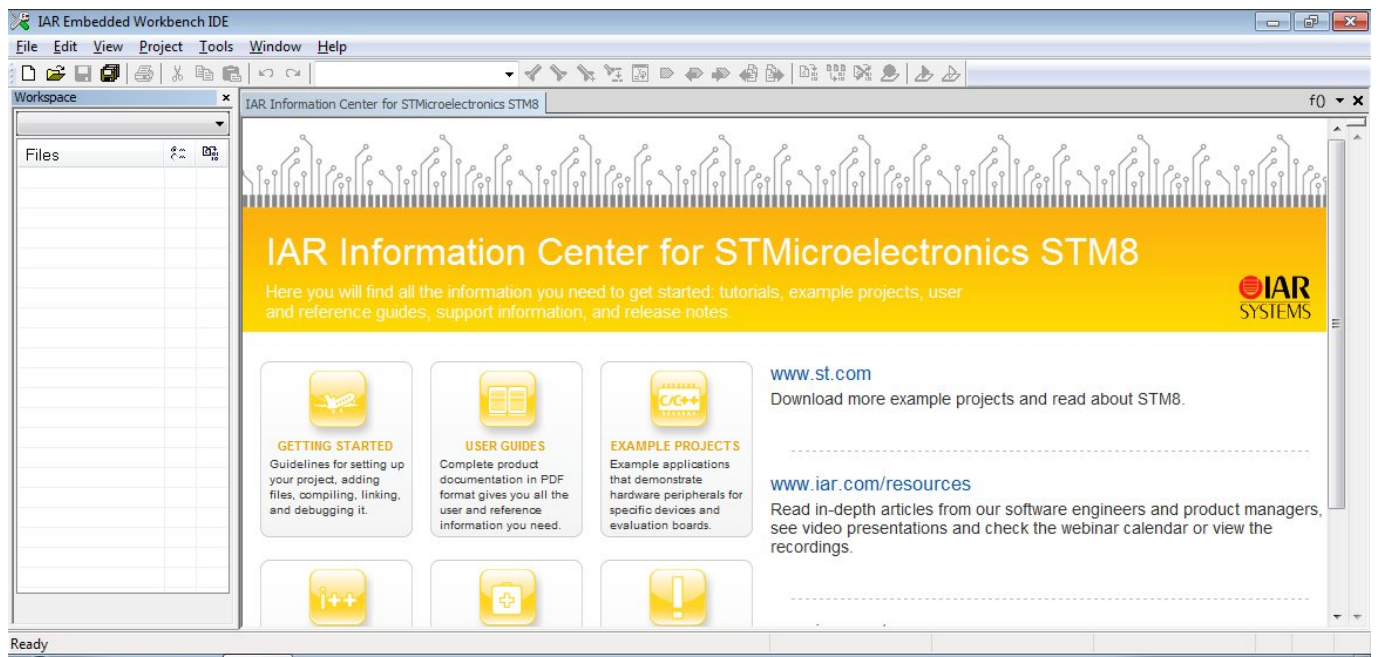 IAR Embedded Workbench IDE
File Edit View Project Tools Window Help
Workspace
IAR Information Center for STMicroelectronics STM8
f()
Files
IAR Information Center for STMicroelectronics STM8
Here you will find all the information you need to get started: tutorials, example projects, user
and reference guides, support information, and release notes.
IAR
SYSTEMS
GETTING STARTED
Guidelines for setting up
your project, adding
files, compiling, linking,
and debugging it.
USER GUIDES
Complete product
documentation in PDF
format gives you all the
user and reference
information you need.
C/C++
EXAMPLE PROJECTS
Example applications
that demonstrate
hardware peripherals for
specific devices and
evaluation boards.
www.st.com
Download more example projects and read about STM8.
www.iar.com/resources
Read in-depth articles from our software engineers and product managers,
see video presentations and check the webinar calendar or view the
recordings.
i++
Ready